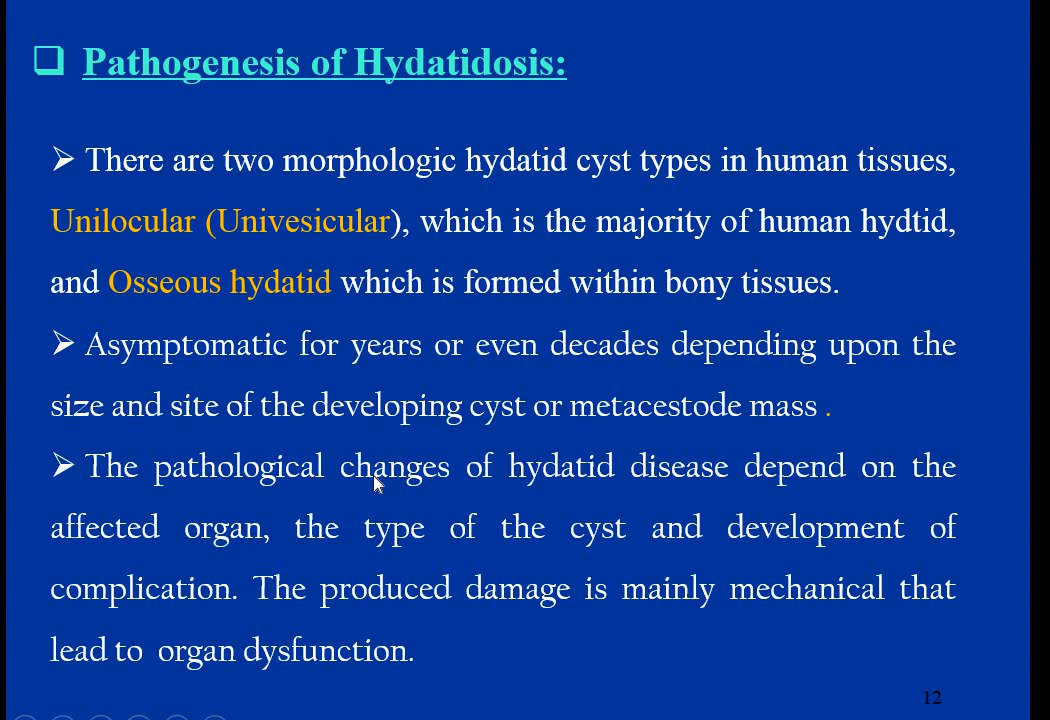 ❑ Pathogenesis of Hydatidosis:
➢ There are two morphologic hydatid cyst types in human tissues,
Unilocular (Univesicular), which is the majority of human hydtid,
and Osseous hydatid which is formed within bony tissues.
➢ Asymptomatic for years or even decades depending upon the
size and site of the developing cyst or metacestode mass .
➢ The pathological changes of hydatid disease depend on the
affected organ, the type of the cyst and development of
complication. The produced damage is mainly mechanical that
lead to organ dysfunction.
12